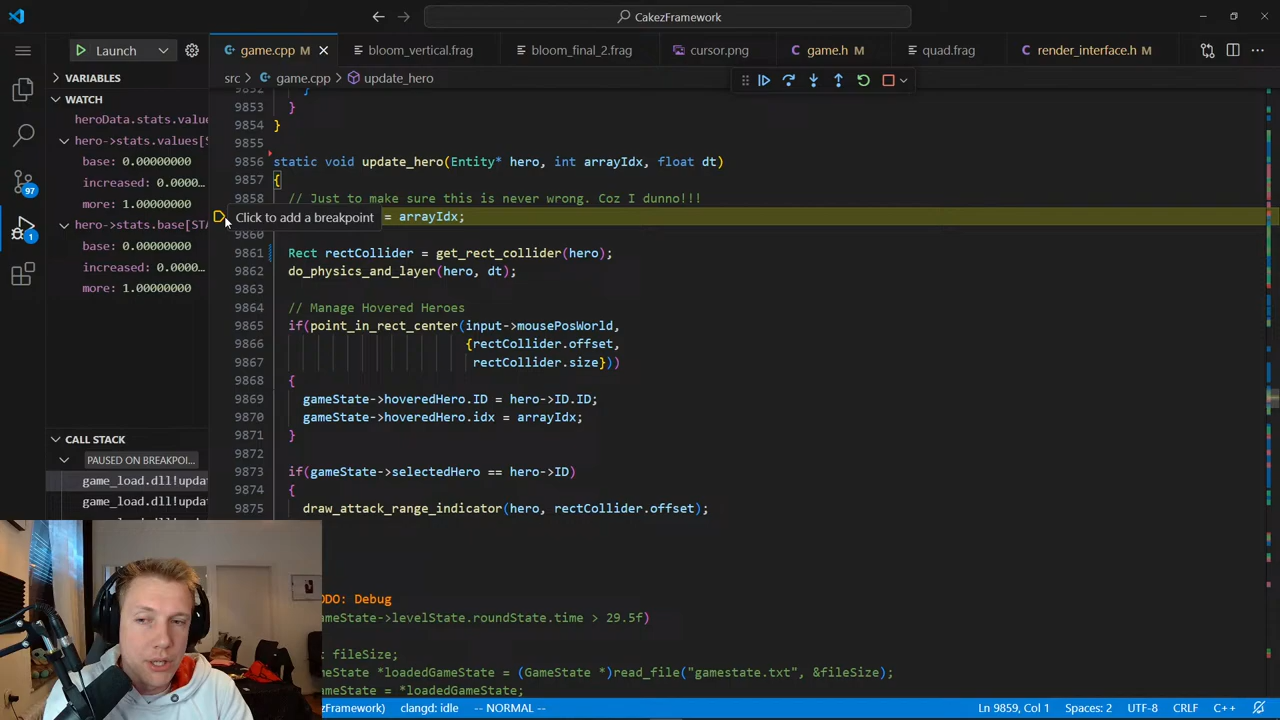 CakezFramework
Launch
game.cpp M
bloom_vertical.frag
bloom_final_2.frag
cursor.png
game.h M
quad.frag
render_interface.h M
VARIABLES
WATCH
heroData.stats.valu
hero->stats.values[S
base: 0.00000000
increased: 0.0000...
more: 1.00000000
hero->stats.base[STA
base: 0.00000000
increased: 0.0000...
more: 1.00000000
CALL STACK
PAUSED ON BREAKPOI...
game_load.dll!upda
game_load.dll!upda
97
1
src > game.cpp > update_hero
9853 }
9854 }
9855
9856 static void update_hero(Entity* hero, int arrayIdx, float dt)
9857 {
9858 // Just to make sure this is never wrong. Coz I dunno!!!
Click to add a breakpoint = arrayIdx;
9860
9861 Rect rectCollider = get_rect_collider(hero);
9862 do_physics_and_layer(hero, dt);
9863
9864 // Manage Hovered Heroes
9865 if(point_in_rect_center(input->mousePosWorld,
9866 {rectCollider.offset,
9867 rectCollider.size}))
9868 {
9869 gameState->hoveredHero.ID = hero->ID.ID;
9870 gameState->hoveredHero.idx = arrayIdx;
9871 }
9872
9873 if(gameState->selectedHero == hero->ID)
9874 {
9875 draw_attack_range_indicator(hero, rectCollider.offset);
ODO: Debug
ameState->levelState.roundState.time > 29.5f)
t fileSize;
meState *loadedGameState = (GameState *)read_file("gamestate.txt", &fileSize);
ameState = *loadedGameState;
clangd: idle
-- NORMAL --
Ln 9859, Col 1
Spaces: 2
UTF-8
CRLF
C++